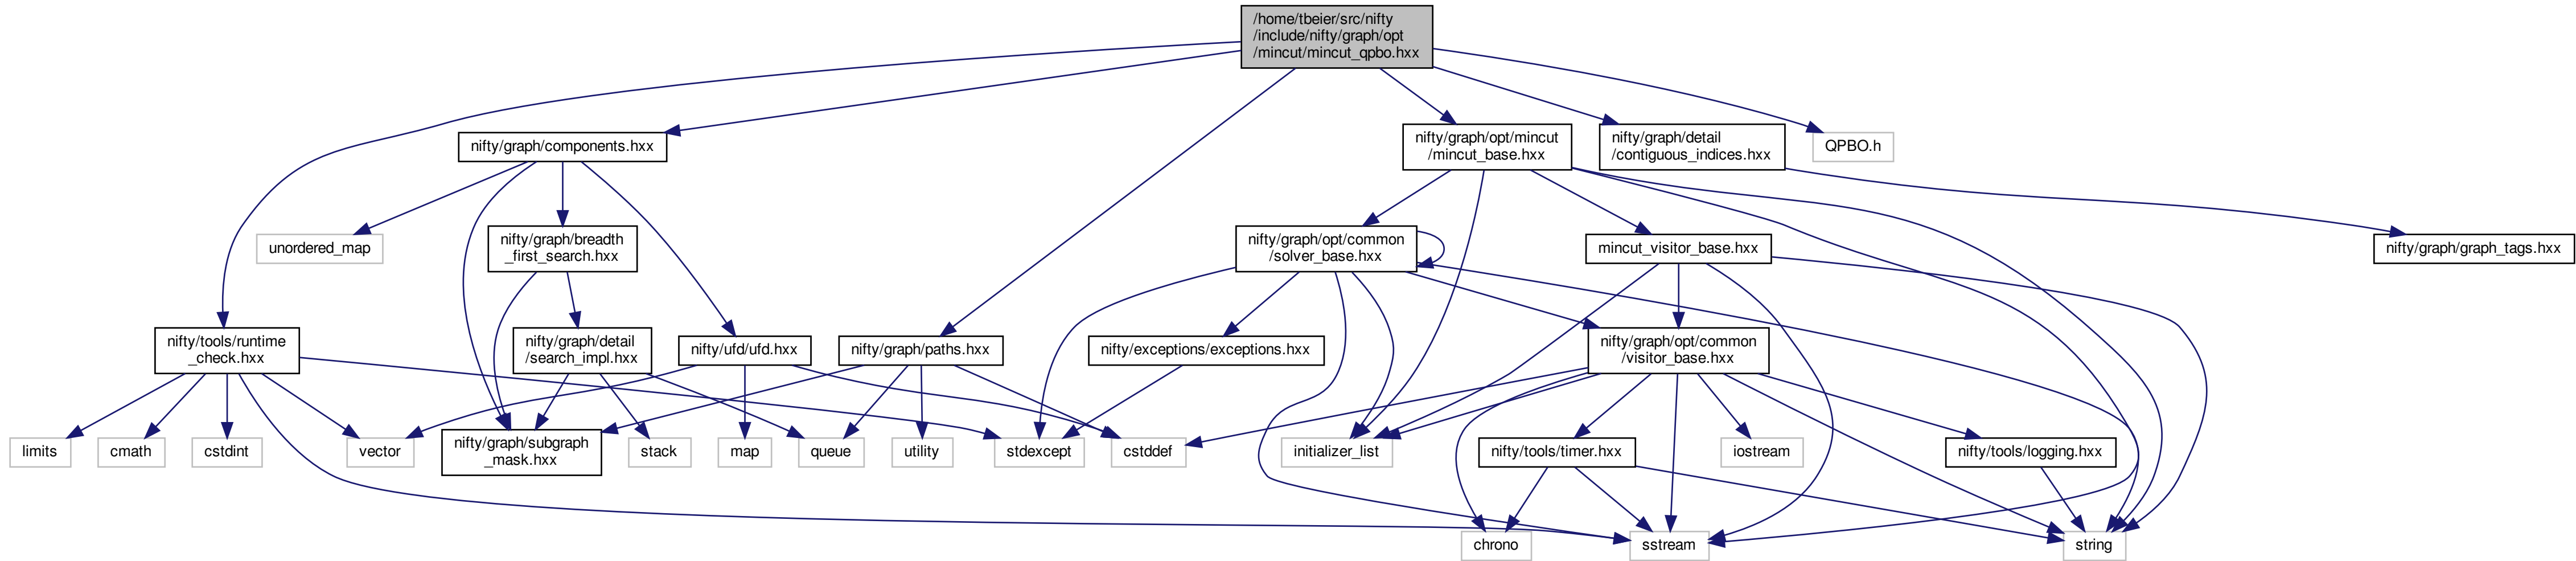 /home/tbeier/src/nifty
/include/nifty/graph/opt
/mincut/mincut_qpbo.hxx
nifty/graph/components.hxx
nifty/graph/opt/mincut
/mincut_base.hxx
nifty/graph/detail
/contiguous_indices.hxx
QPBO.h
unordered_map
nifty/graph/breadth
_first_search.hxx
nifty/graph/opt/common
/solver_base.hxx
mincut_visitor_base.hxx
nifty/graph/graph_tags.hxx
nifty/tools/runtime
_check.hxx
nifty/graph/detail
/search_impl.hxx
nifty/ufd/ufd.hxx
nifty/graph/paths.hxx
nifty/exceptions/exceptions.hxx
nifty/graph/opt/common
/visitor_base.hxx
limits
cmath
cstdint
vector
nifty/graph/subgraph
_mask.hxx
stack
map
queue
utility
stdexcept
cstddef
initializer_list
nifty/tools/timer.hxx
iostream
nifty/tools/logging.hxx
chrono
sstream
string